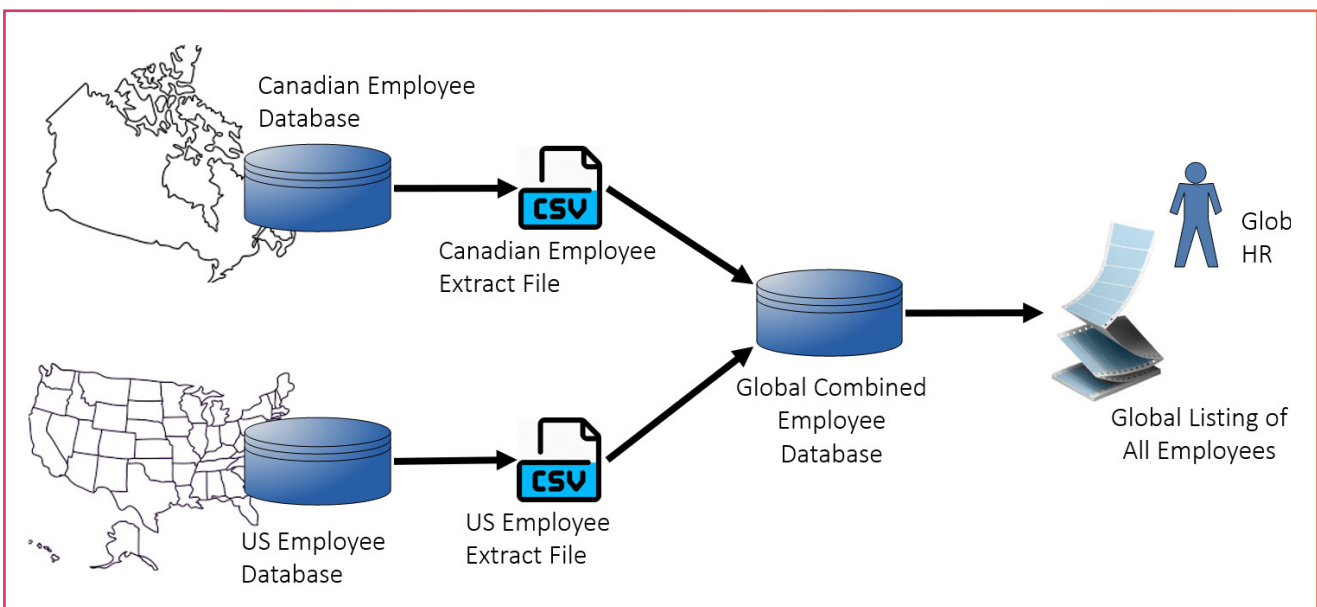 Canadian Employee
Database
CSV
Canadian Employee
Extract File
Glob
HR
Global Combined
Employee
Database
Global Listing of
All Employees
CSV
US Employee
Database
US Employee
Extract File